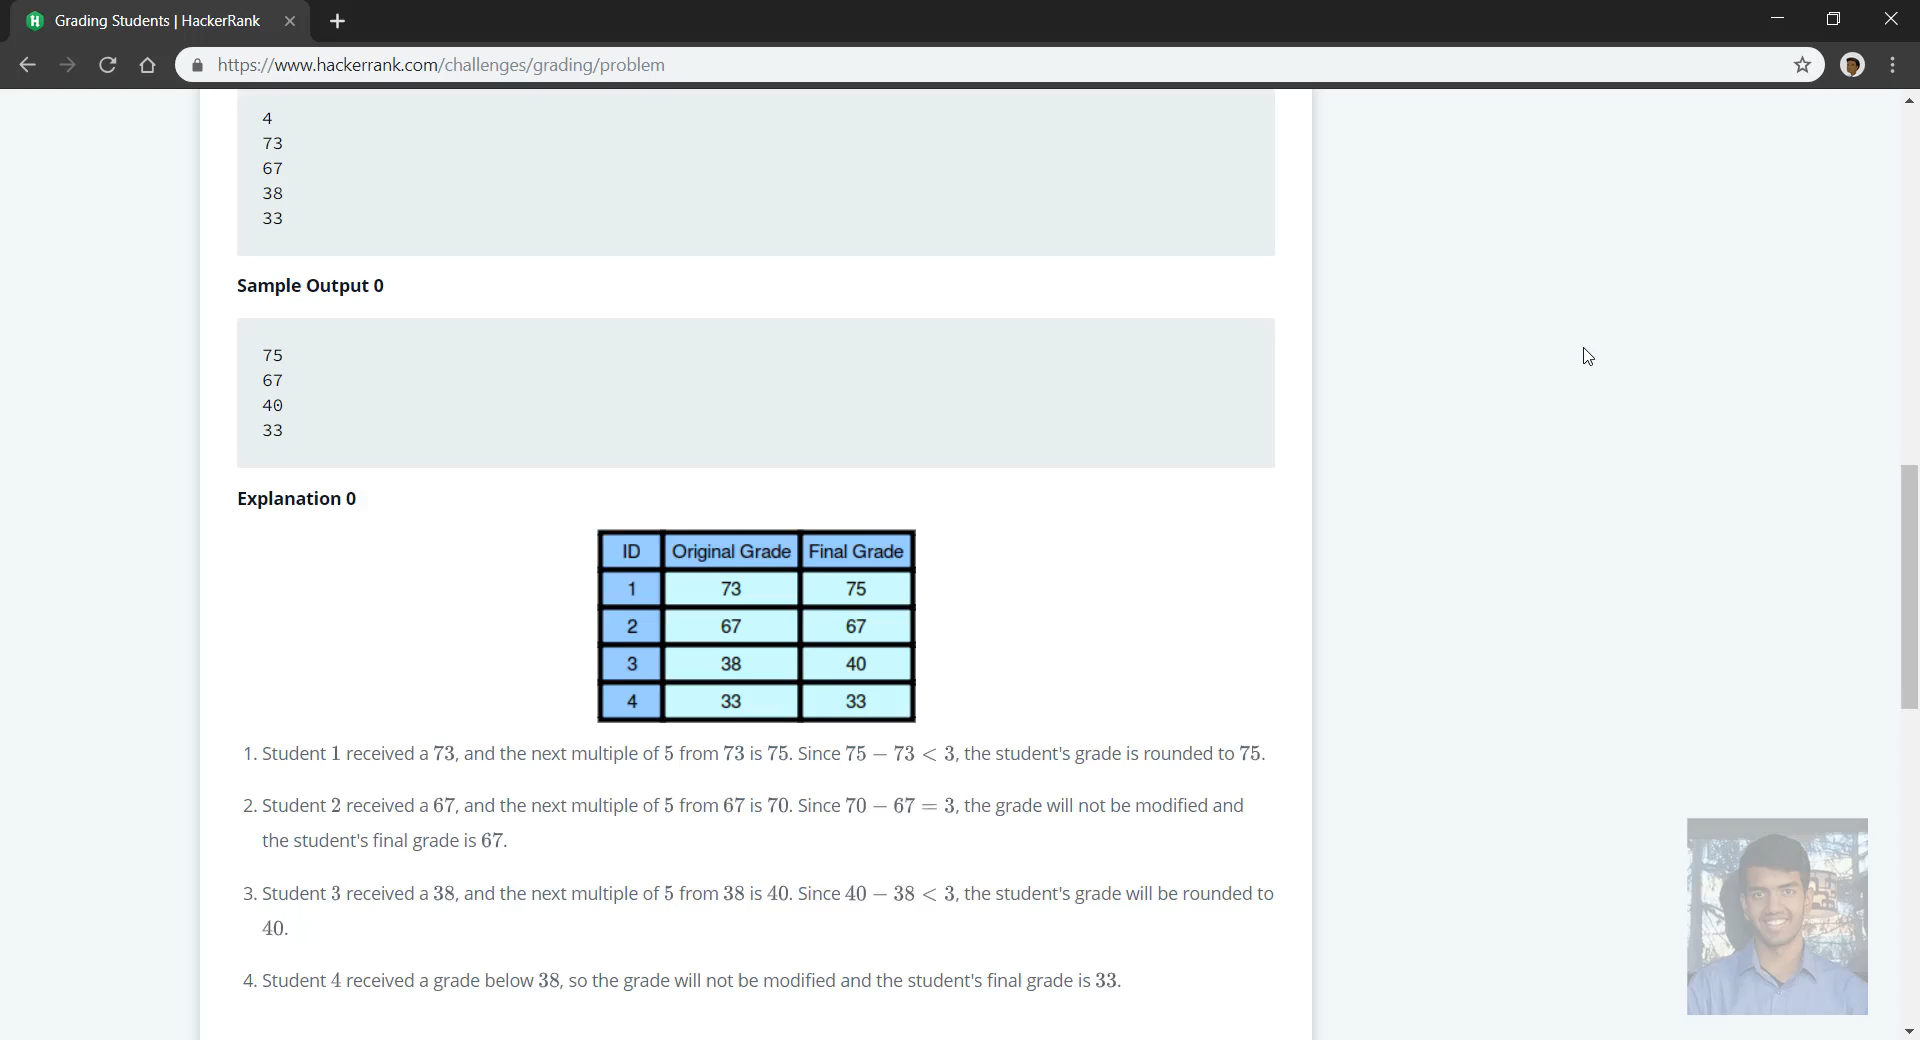 Grading Students | HackerRank
https://www.hackerrank.com/challenges/grading/problem
4
73
67
38
33
Sample Output 0
75
67
40
33
Explanation 0
ID Original Grade Final Grade
1 73 75
2 67 67
3 38 40
4 33 33
1. Student 1 received a 73, and the next multiple of 5 from 73 is 75. Since 75 − 73 < 3, the student's grade is rounded to 75.
2. Student 2 received a 67, and the next multiple of 5 from 67 is 70. Since 70 − 67 = 3, the grade will not be modified and
the student's final grade is 67.
3. Student 3 received a 38, and the next multiple of 5 from 38 is 40. Since 40 − 38 < 3, the student's grade will be rounded to
40.
4. Student 4 received a grade below 38, so the grade will not be modified and the student's final grade is 33.